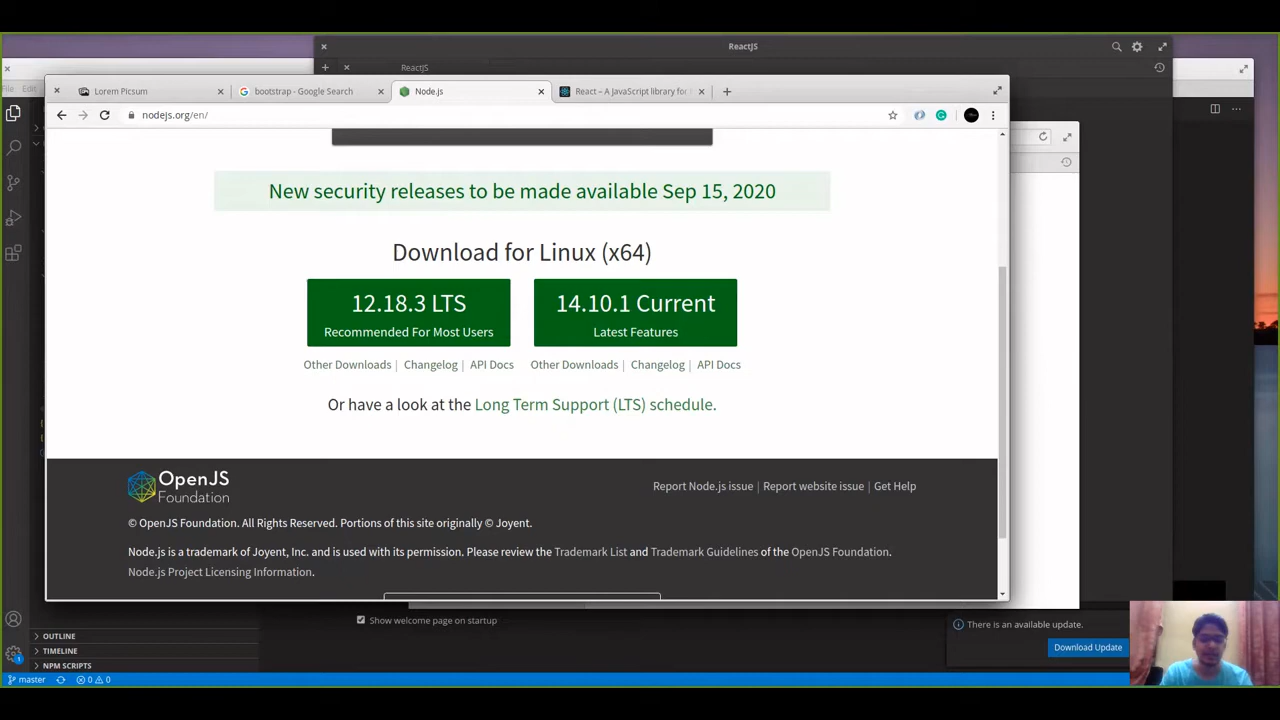 ReactJS
ReactJS
File Edit
Lorem Picsum
bootstrap - Google Search
Node.js
React – A JavaScript library for
nodejs.org/en/
New security releases to be made available Sep 15, 2020
Download for Linux (x64)
12.18.3 LTS
Recommended For Most Users
14.10.1 Current
Latest Features
Other Downloads | Changelog | API Docs
Other Downloads | Changelog | API Docs
Or have a look at the Long Term Support (LTS) schedule.
OpenJS
Foundation
Report Node.js issue | Report website issue | Get Help
© OpenJS Foundation. All Rights Reserved. Portions of this site originally © Joyent.
Node.js is a trademark of Joyent, Inc. and is used with its permission. Please review the Trademark List and Trademark Guidelines of the OpenJS Foundation.
Node.js Project Licensing Information.
Show welcome page on startup
There is an available update.
Download Update
OUTLINE
TIMELINE
NPM SCRIPTS
1
master
0 0